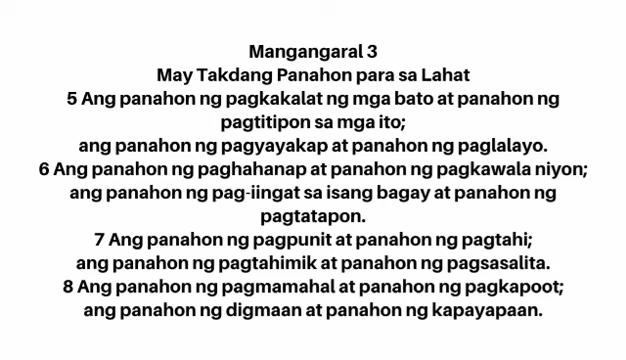 Mangangaral 3
May Takdang Panahon para sa Lahat
5 Ang panahon ng pagkakalat ng mga bato at panahon ng
pagtitipon sa mga ito;
ang panahon ng pagyayakap at panahon ng paglalayo.
6 Ang panahon ng paghahanap at panahon ng pagkawala niyon;
ang panahon ng pag-iingat sa isang bagay at panahon ng
pagtatapon.
7 Ang panahon ng pagpunit at panahon ng pagtahi;
ang panahon ng pagtahimik at panahon ng pagsasalita.
8 Ang panahon ng pagmamahal at panahon ng pagkapoot;
ang panahon ng digmaan at panahon ng kapayapaan.